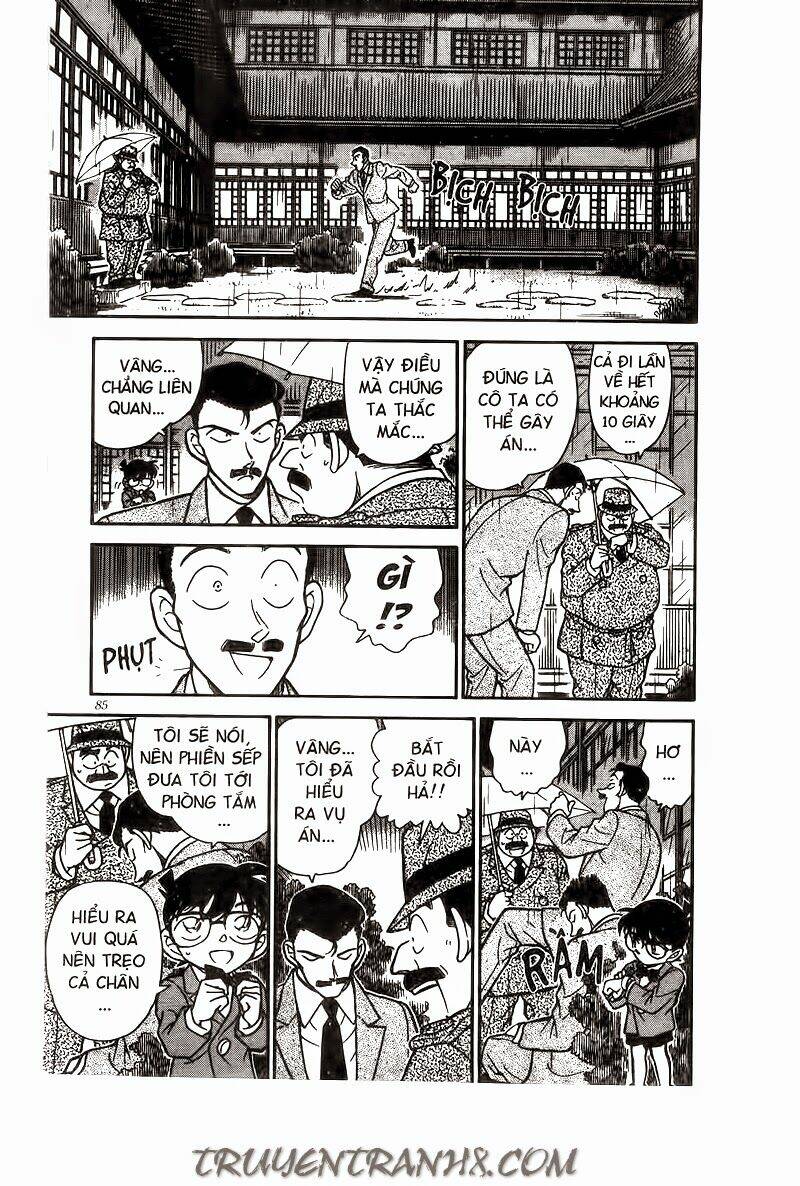 BỊCH BỊCH
CẢ ĐI LẪN
VỀ HẾT
KHOẢNG
10 GIÂY
...
ĐÚNG LÀ
CÔ TA CÓ
THỂ GÂY
ÁN...
VẬY ĐIỀU
MÀ CHÚNG
TA THẮC
MẮC...
VÂNG...
CHẲNG LIÊN
QUAN...
GÌ
!?
PHỤT
85
HƠ
...
NÀY
...
RẦM
BẮT
ĐẦU RỒI
HẢ!!
VÂNG...
TÔI ĐÃ
HIỂU
RA VỤ
ÁN...
TÔI SẼ NÓI,
NÊN PHIỀN SẾP
ĐƯA TÔI TỚI
PHÒNG TẮM
...
HIỂU RA
VUI QUÁ
NÊN TRẸO
CẢ CHÂN
...
TRUYENTRANH8.COM